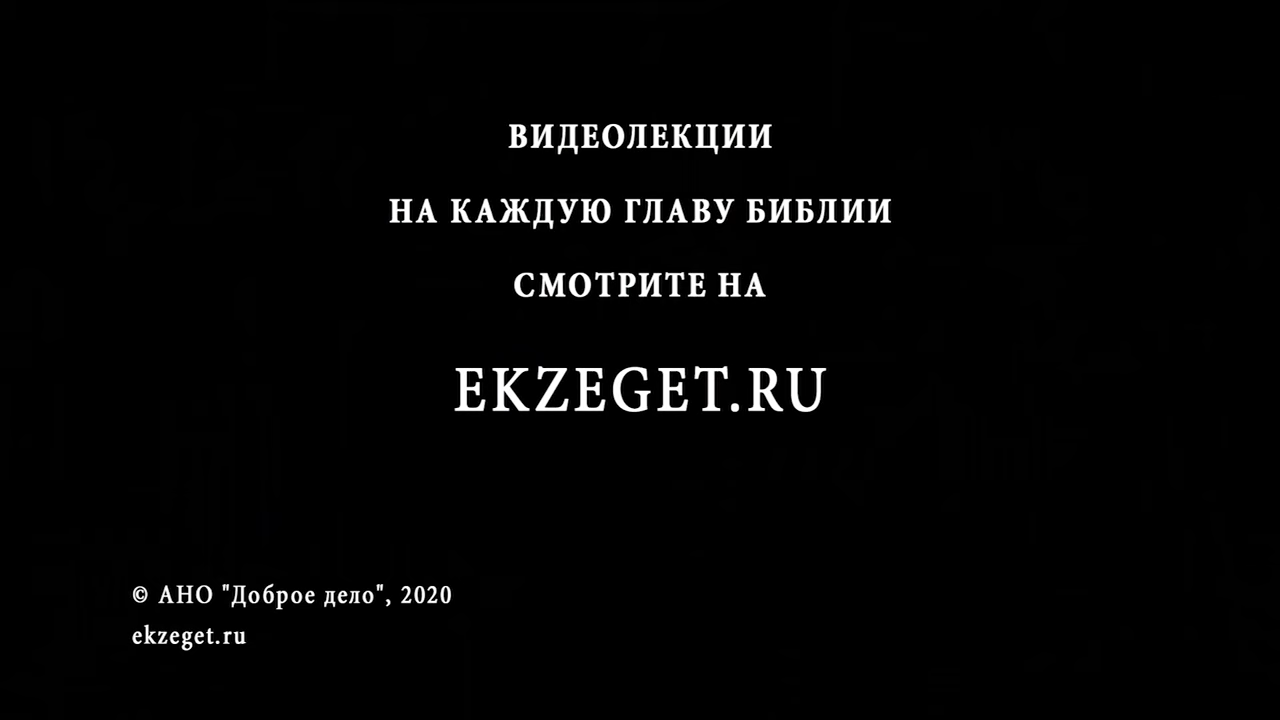 ВИДЕОЛЕКЦИИ
НА КАЖДУЮ ГЛАВУ БИБЛИИ
СМОТРИТЕ НА
EKZEGET.RU
© АНО "Доброе дело", 2020
ekzeget.ru